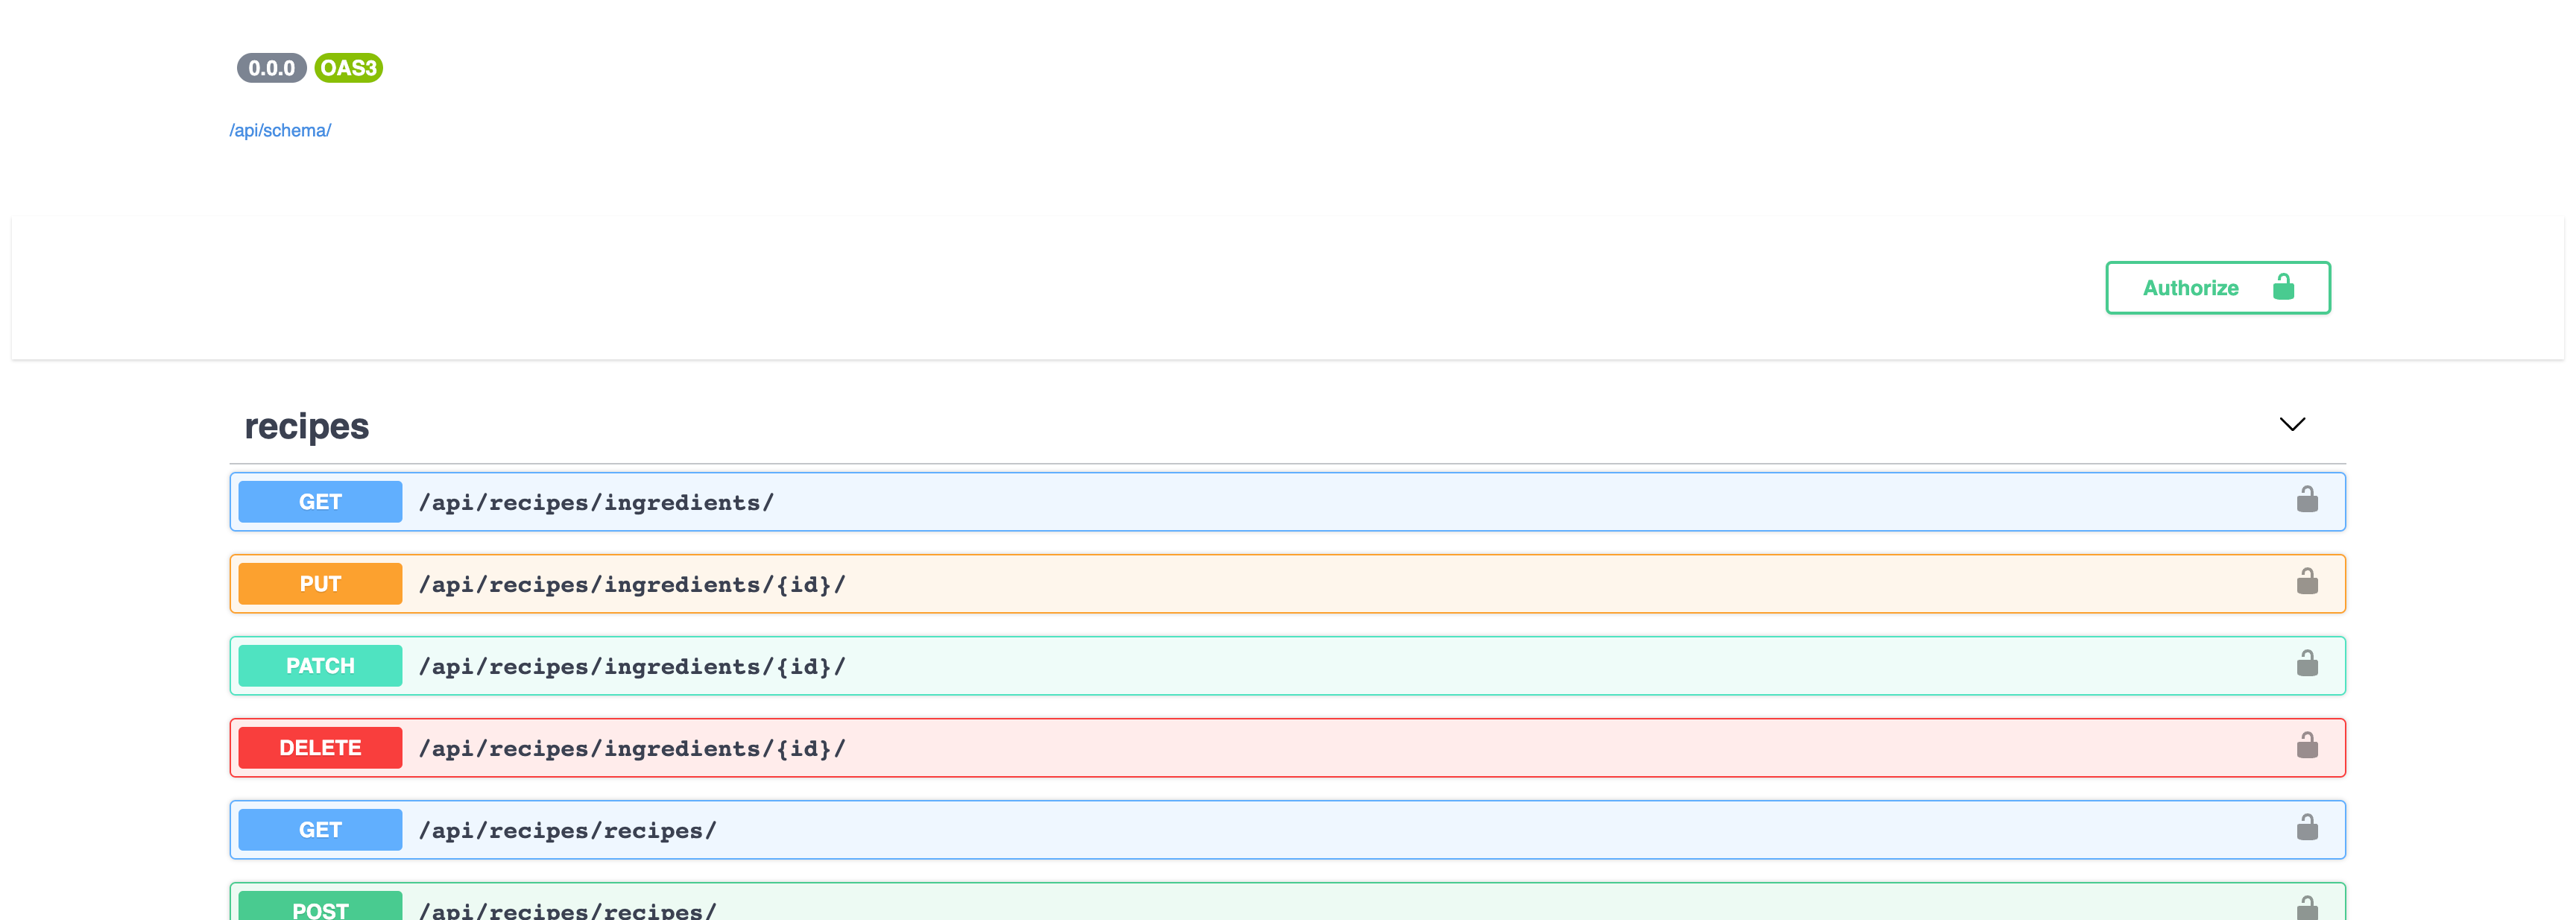 0.0.0 OAS3
/api/schema/
Authorize
recipes
GET /api/recipes/ingredients/
PUT /api/recipes/ingredients/{id}/
PATCH /api/recipes/ingredients/{id}/
DELETE /api/recipes/ingredients/{id}/
GET /api/recipes/recipes/
POST /api/recipes/recipes/